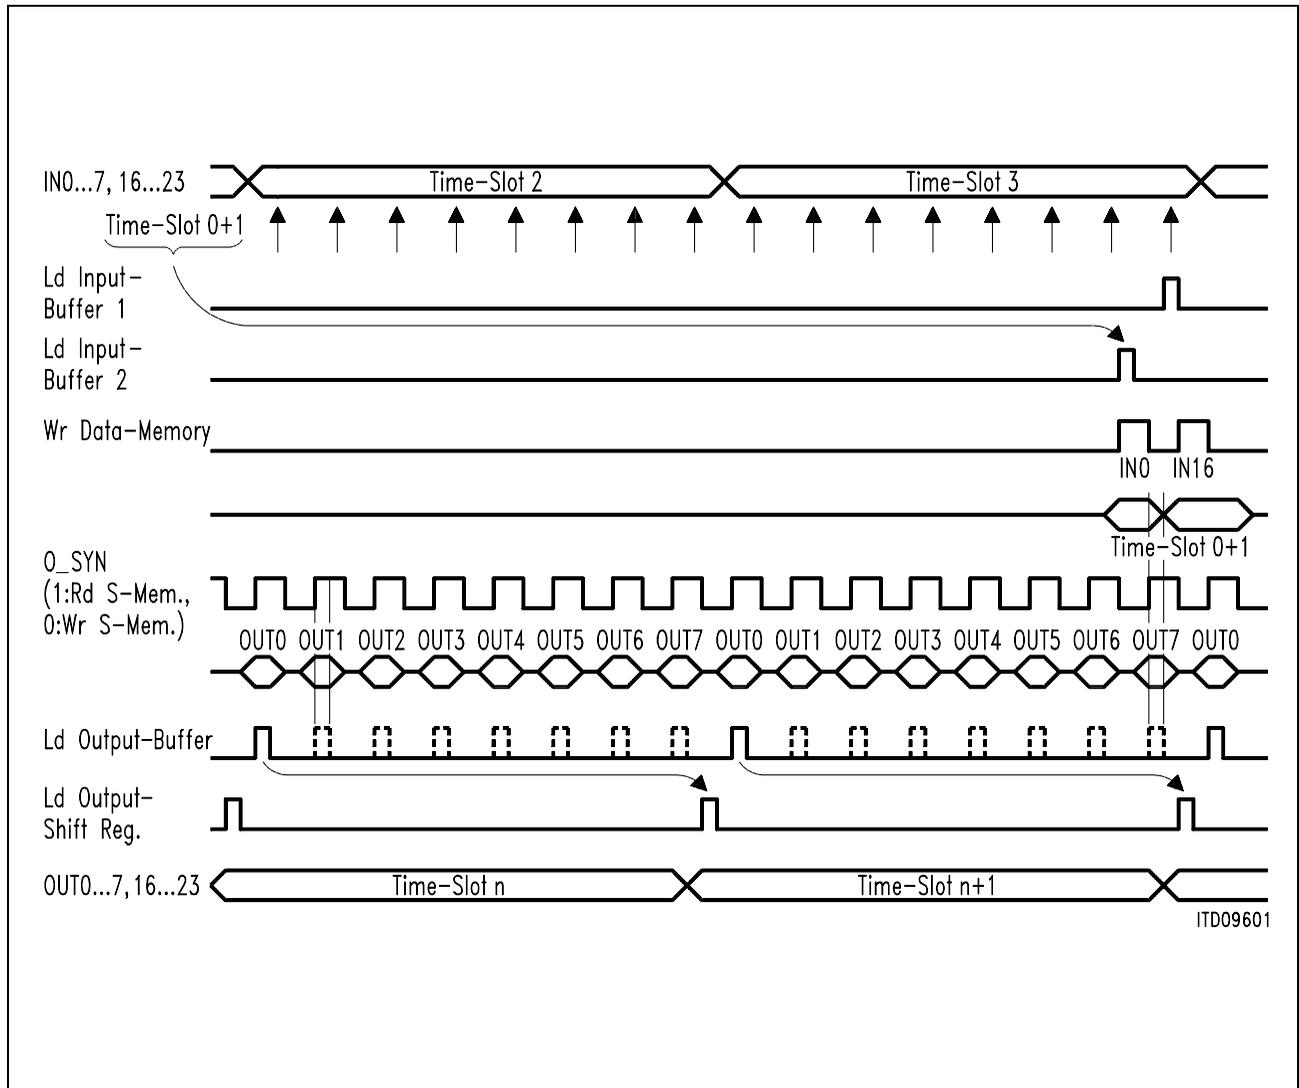 IN0...7, 16...23 Time-Slot 2 Time-Slot 3
Time-Slot 0+1
Ld Input-
Buffer 1
Ld Input-
Buffer 2
Wr Data-Memory
IN0 IN16
Time-Slot 0+1
O_SYN
(1:Rd S-Mem.,
0:Wr S-Mem.)
OUT0 OUT1 OUT2 OUT3 OUT4 OUT5 OUT6 OUT7 OUT0 OUT1 OUT2 OUT3 OUT4 OUT5 OUT6 OUT7 OUT0
Ld Output-Buffer
Ld Output-
Shift Reg.
OUT0...7,16...23 Time-Slot n Time-Slot n+1
ITD09601